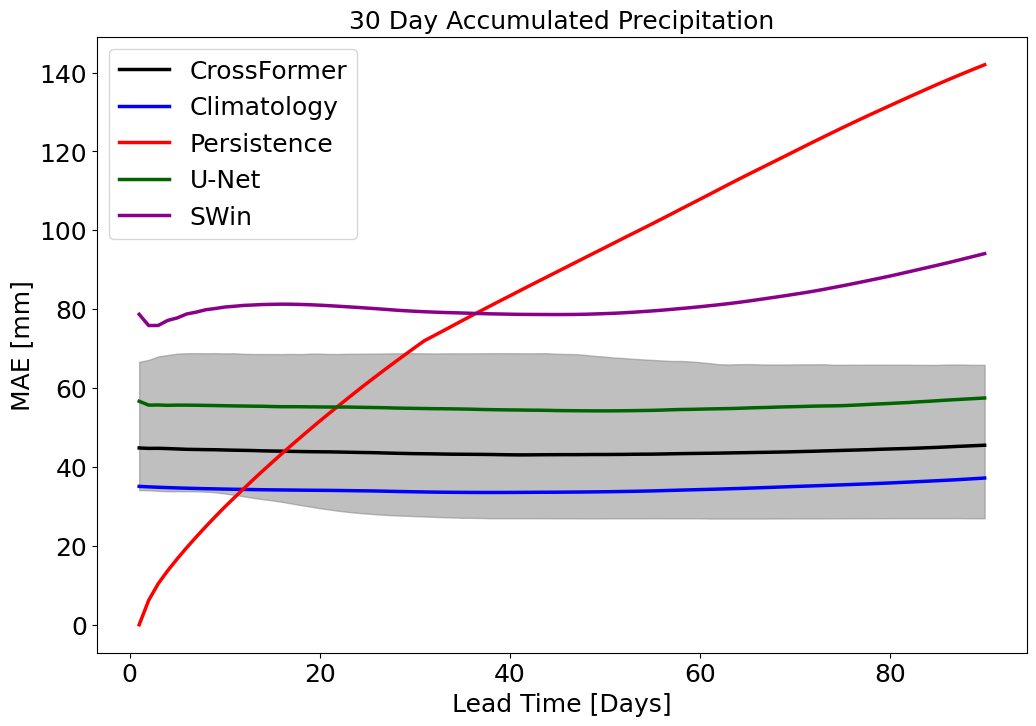 30 Day Accumulated Precipitation
CrossFormer
Climatology
Persistence
U-Net
SWin
MAE [mm]
140
120
100
80
60
40
20
0
0 20 40 60 80
Lead Time [Days]